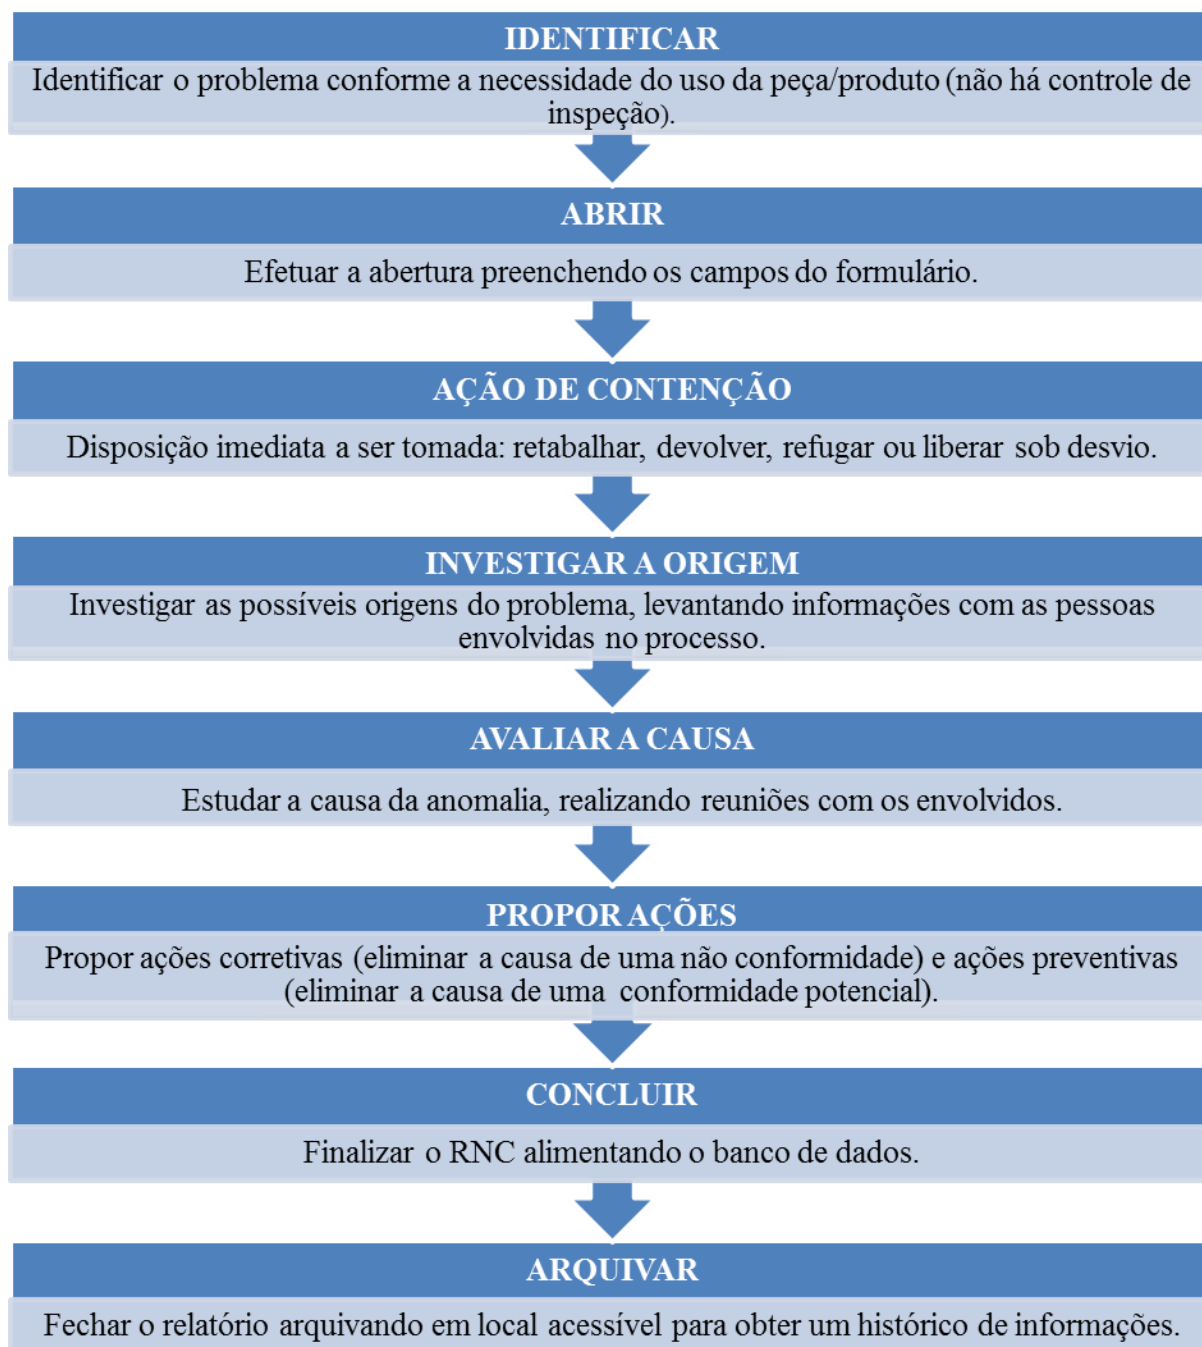 IDENTIFICAR
Identificar o problema conforme a necessidade do uso da peça/produto (não há controle de
inspeção).
ABRIR
Efetuar a abertura preenchendo os campos do formulário.
AÇÃO DE CONTENÇÃO
Disposição imediata a ser tomada: retabalhar, devolver, refugar ou liberar sob desvio.
INVESTIGAR A ORIGEM
Investigar as possíveis origens do problema, levantando informações com as pessoas
envolvidas no processo.
AVALIAR A CAUSA
Estudar a causa da anomalia, realizando reuniões com os envolvidos.
PROPOR AÇÕES
Propor ações corretivas (eliminar a causa de uma não conformidade) e ações preventivas
(eliminar a causa de uma conformidade potencial).
CONCLUIR
Finalizar o RNC alimentando o banco de dados.
ARQUIVAR
Fechar o relatório arquivando em local acessível para obter um histórico de informações.